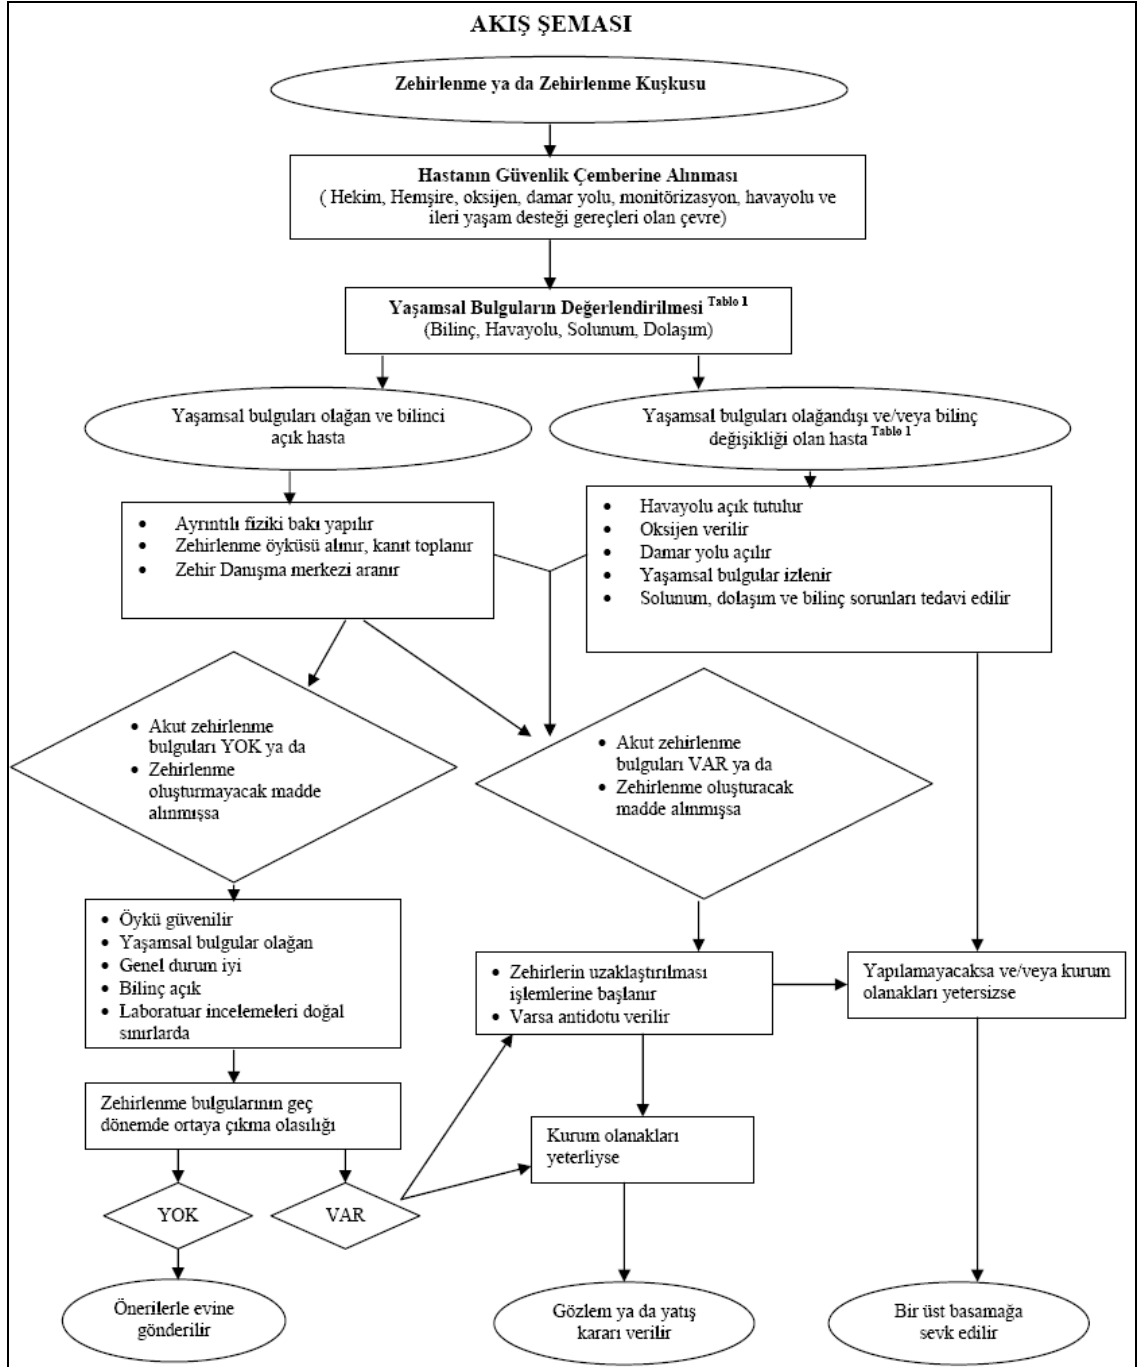 AKIŞ ŞEMASI
Zehirlenme ya da Zehirlenme Kuşkusu
Hastanın Güvenlik Çemberine Alınması
( Hekim, Hemşire, oksijen, damar yolu, monitörizasyon, havayolu ve
ileri yaşam desteği gereçleri olan çevre)
Yaşamsal Bulguların Değerlendirilmesi Tablo 1
(Bilinç, Havayolu, Solunum, Dolaşım)
Yaşamsal bulguları olağan ve bilinci
açık hasta
Yaşamsal bulguları olağandışı ve/veya bilinç
değişikliği olan hasta Tablo 1
• Ayrıntılı fiziki bakı yapılır
• Zehirlenme öyküsü alınır, kanıt toplanır
• Zehir Danışma merkezi aranır
• Havayolu açık tutulur
• Oksijen verilir
• Damar yolu açılır
• Yaşamsal bulgular izlenir
• Solunum, dolaşım ve bilinç sorunları tedavi edilir
• Akut zehirlenme
bulguları YOK ya da
• Zehirlenme
oluşturmayacak madde
alınmışsa
• Akut zehirlenme
bulguları VAR ya da
• Zehirlenme oluşturacak
madde alınmışsa
• Öykü güvenilir
• Yaşamsal bulgular olağan
• Genel durum iyi
• Bilinç açık
• Laboratuar incelemeleri doğal
sınırlarda
• Zehirlerin uzaklaştırılması
işlemlerine başlanır
• Varsa antidotu verilir
Yapılamayacaksa ve/veya kurum
olanakları yetersizse
Zehirlenme bulgularının geç
dönemde ortaya çıkma olasılığı
Kurum olanakları
yeterliyse
YOK
VAR
Önerilerle evine
gönderilir
Gözlem ya da yatış
kararı verilir
Bir üst basamağa
sevk edilir